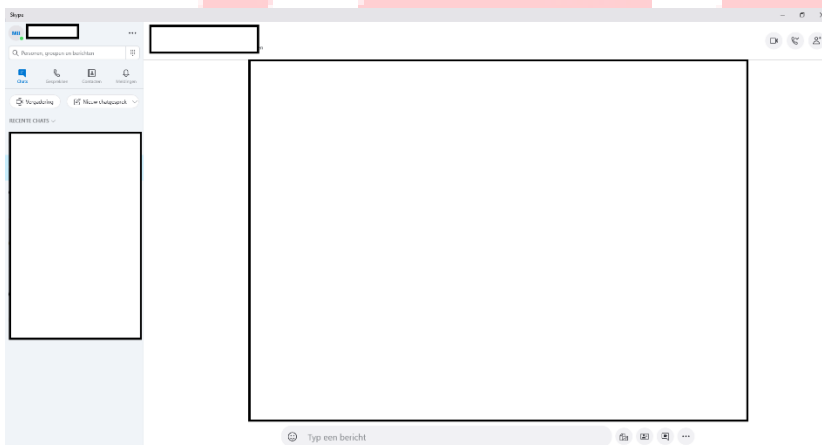 Skype
Personen, groepen en berichten
Chats Gesprekken Contacten Meldingen
Vergadering Nieuw chatgesprek
RECENTE CHATS
Typ een bericht